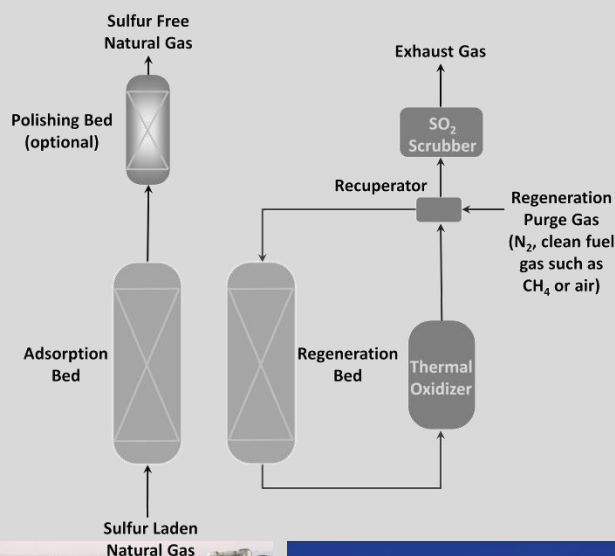 Sulfur Free
Natural Gas
Exhaust Gas
Polishing Bed
(optional)
SO₂
Scrubber
Recuperator
Regeneration
Purge Gas
(N₂, clean fuel
gas such as
CH₄ or air)
Adsorption
Bed
Regeneration
Bed
Thermal
Oxidizer
Sulfur Laden
Natural Gas